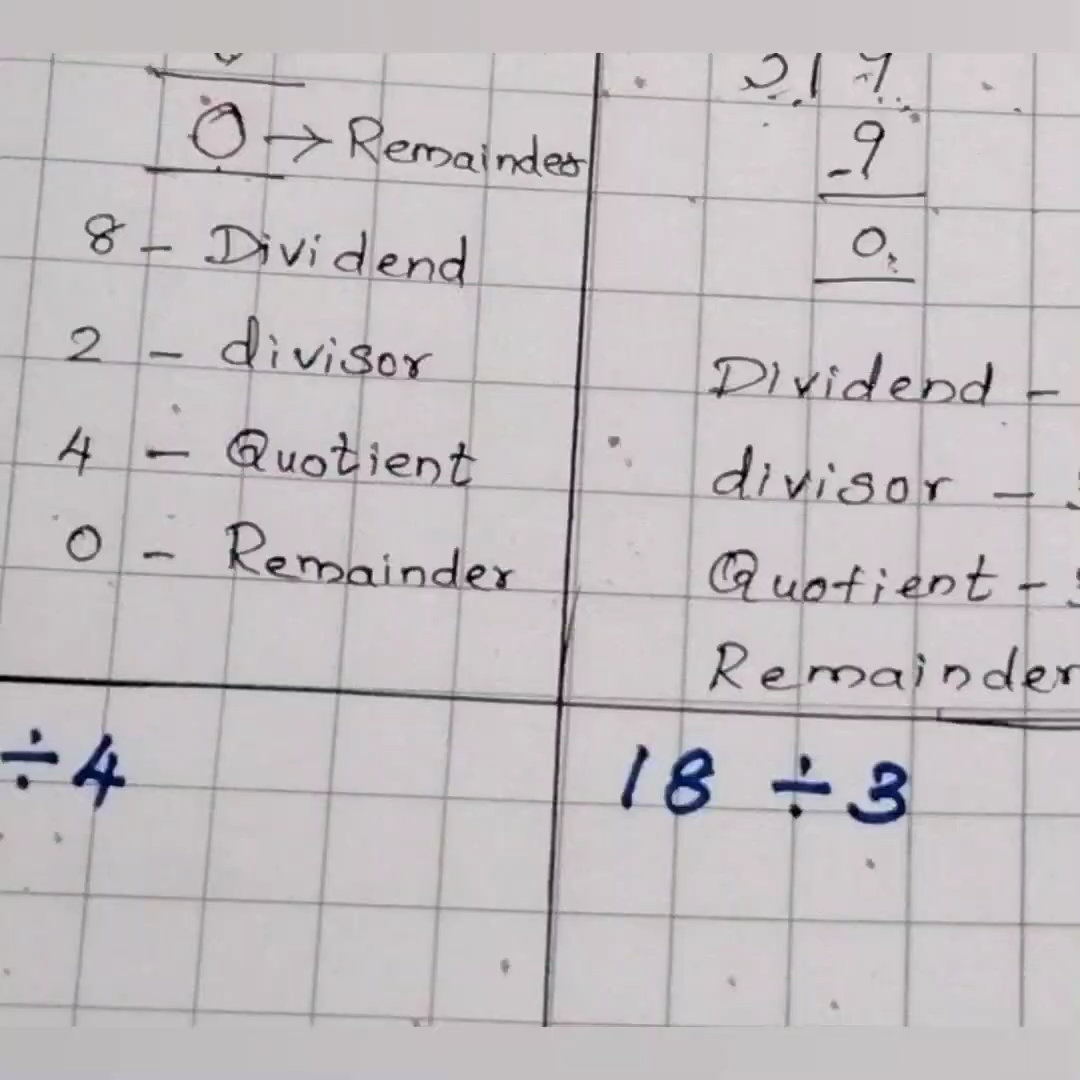 0 → Remainder
8 - Dividend
2 - divisor
4 - Quotient
0 - Remainder
÷ 4
-9
0
Dividend -
divisor -
Quotient -
Remainder
18 ÷ 3